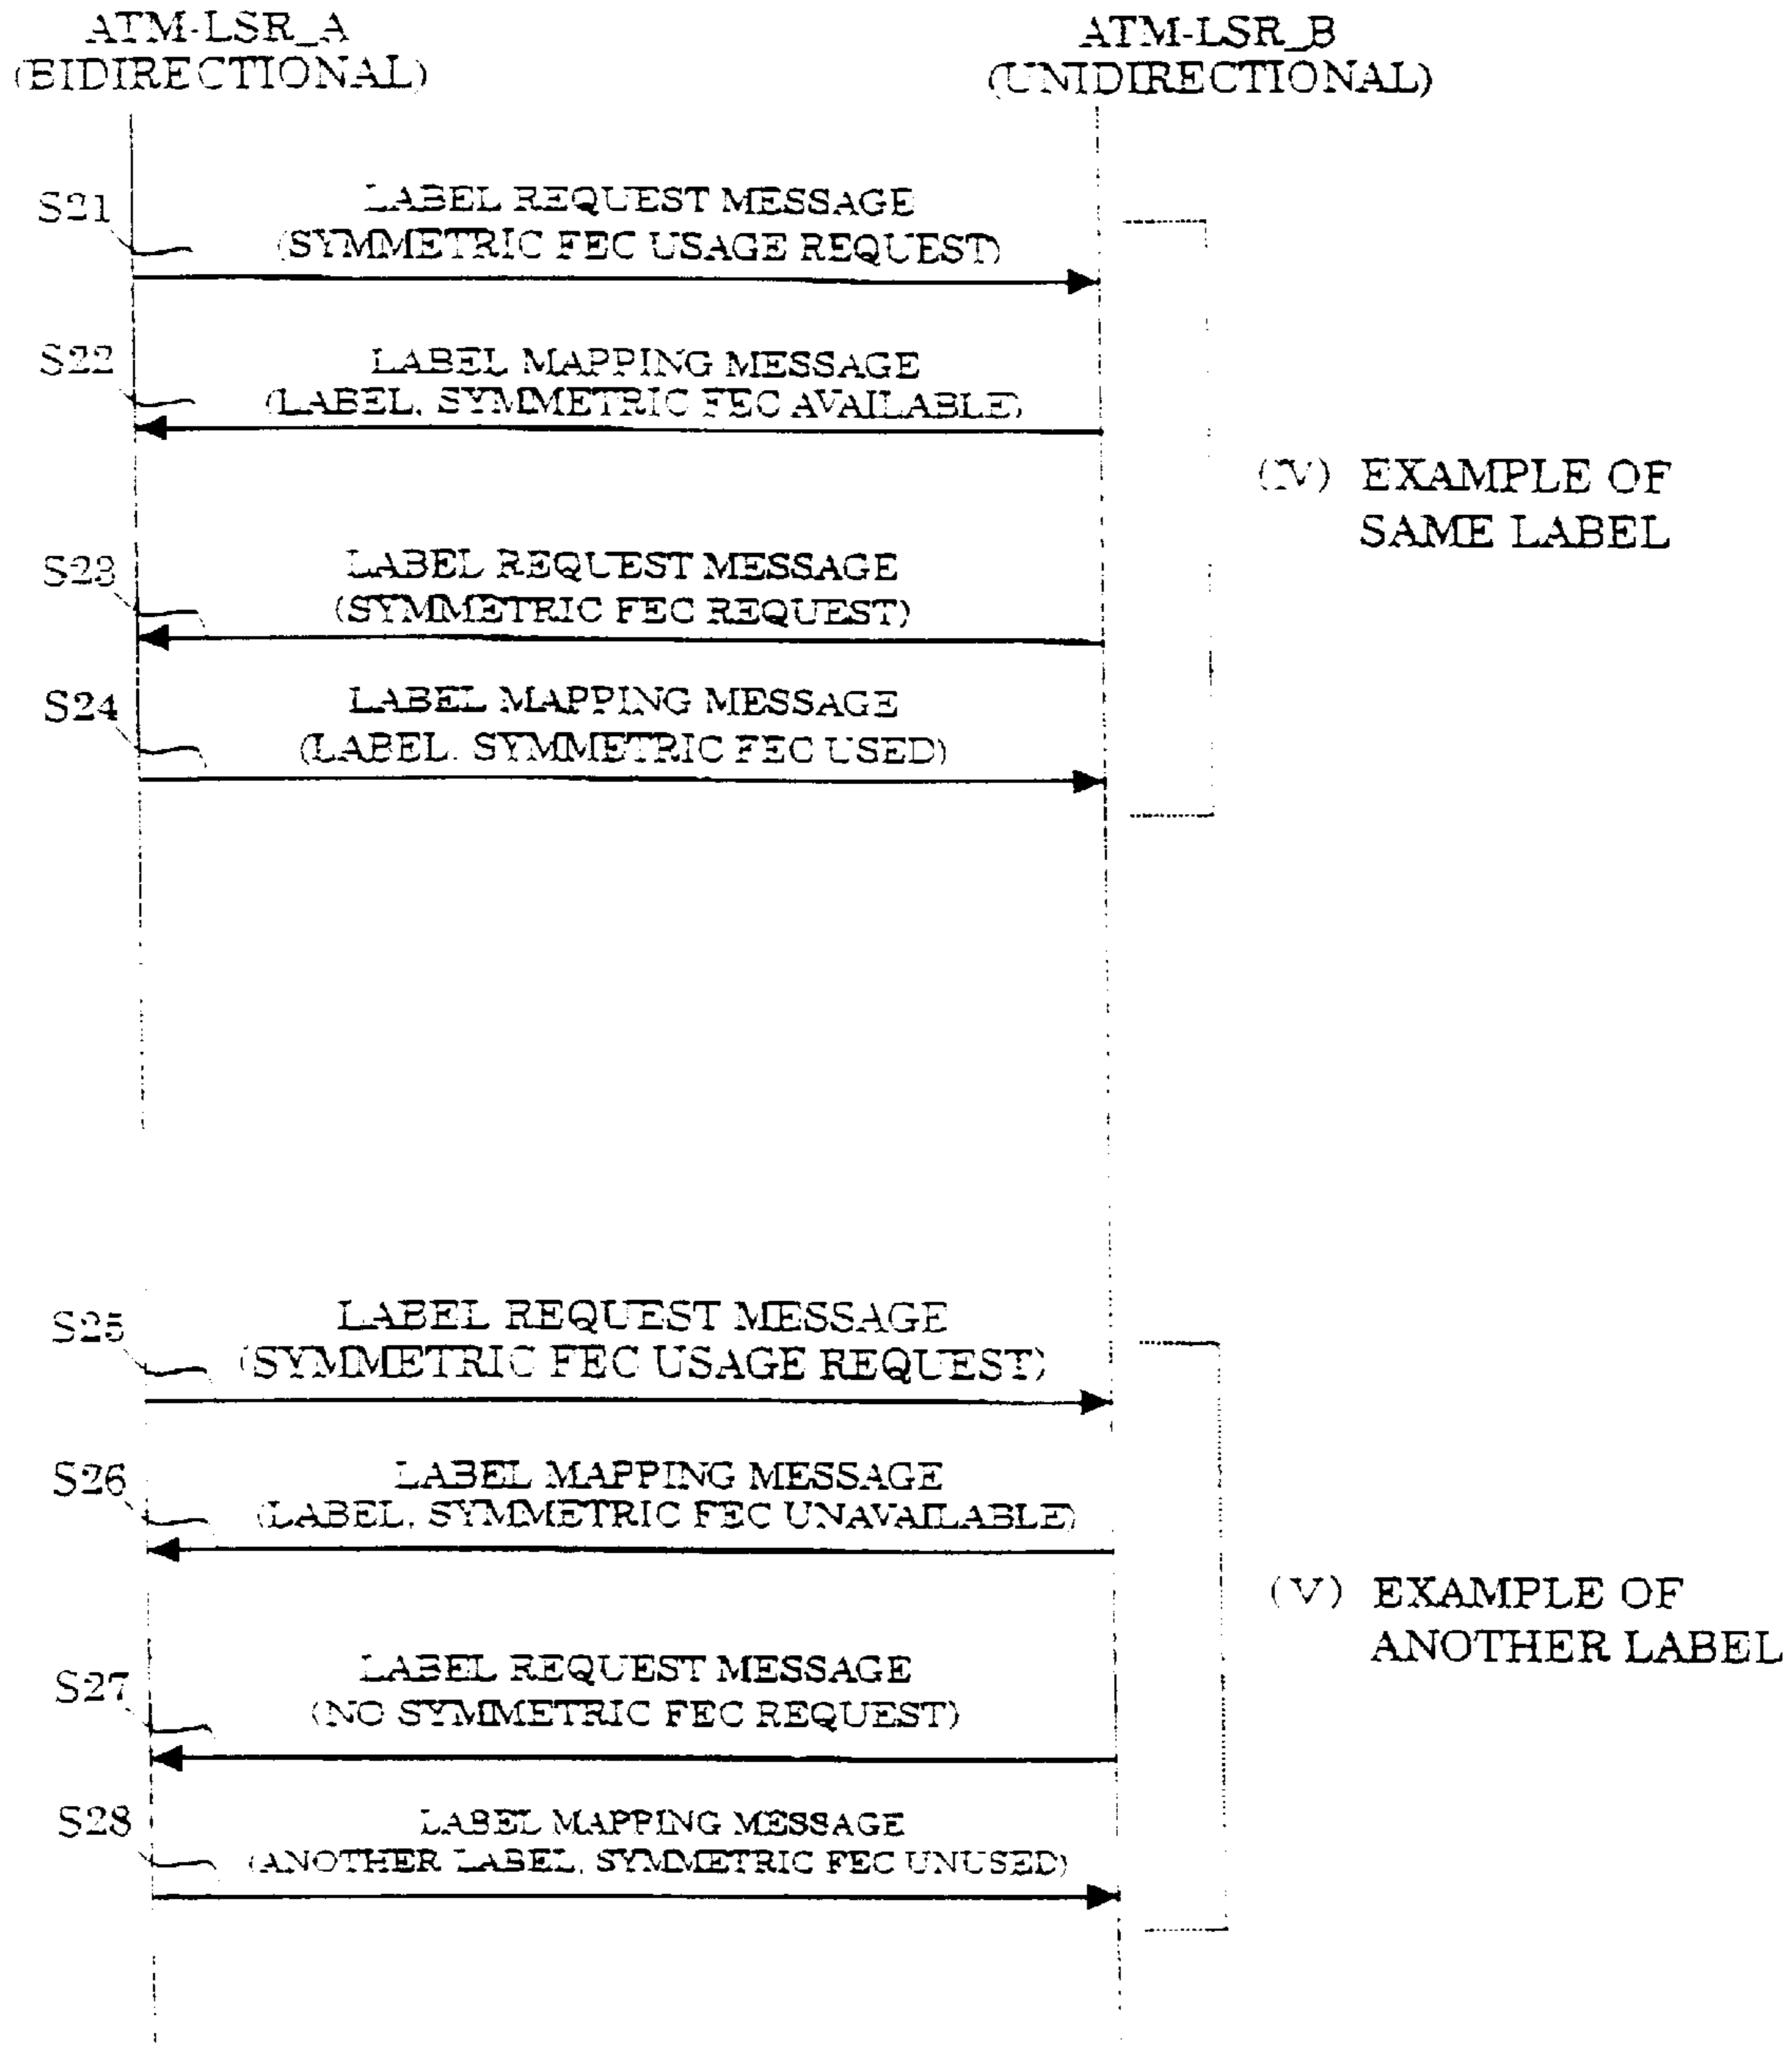 ATM-LSR_A
(BIDIRECTIONAL)
ATM-LSR_B
(UNIDIRECTIONAL)
S21
LABEL REQUEST MESSAGE
(SYMMETRIC FEC USAGE REQUEST)
S22
LABEL MAPPING MESSAGE
(LABEL, SYMMETRIC FEC AVAILABLE)
(IV) EXAMPLE OF
SAME LABEL
S23
LABEL REQUEST MESSAGE
(SYMMETRIC FEC REQUEST)
S24
LABEL MAPPING MESSAGE
(LABEL, SYMMETRIC FEC USED)
S25
LABEL REQUEST MESSAGE
(SYMMETRIC FEC USAGE REQUEST)
S26
LABEL MAPPING MESSAGE
(LABEL, SYMMETRIC FEC UNAVAILABLE)
(V) EXAMPLE OF
ANOTHER LABEL
S27
LABEL REQUEST MESSAGE
(NO SYMMETRIC FEC REQUEST)
S28
LABEL MAPPING MESSAGE
(ANOTHER LABEL, SYMMETRIC FEC UNUSED)